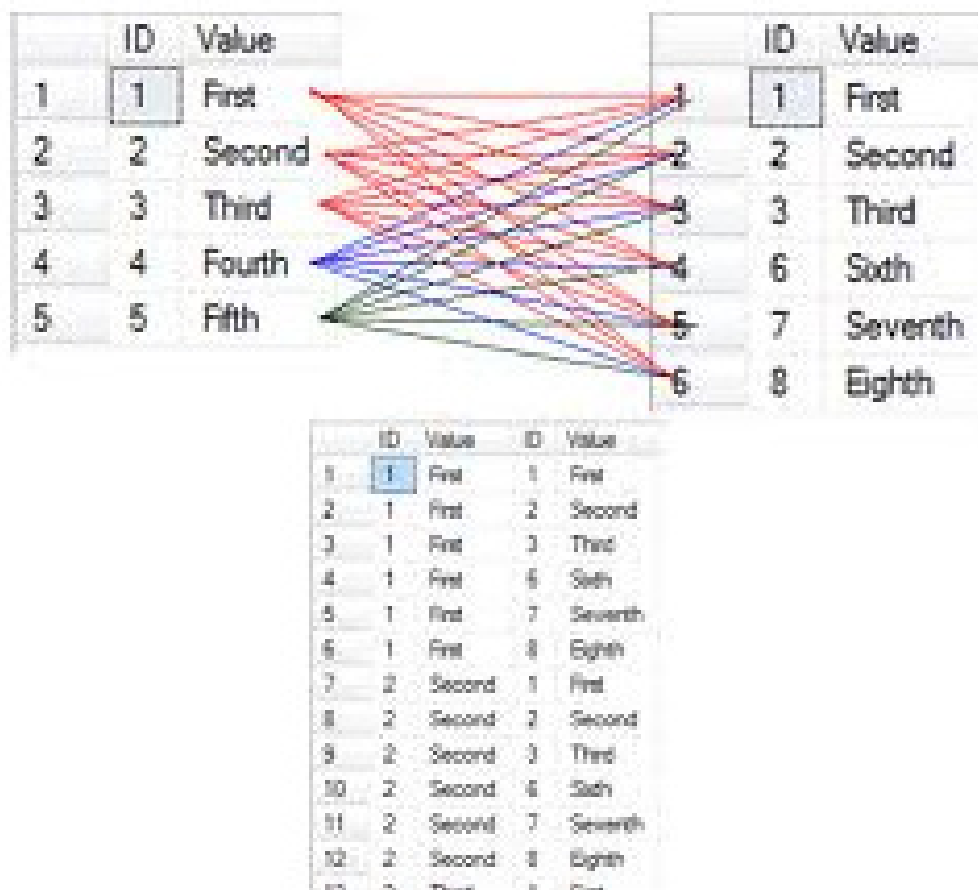 ID Value
1 1 First
2 2 Second
3 3 Third
4 4 Fourth
5 5 Fifth
ID Value
1 1 First
2 2 Second
3 3 Third
4 6 Sixth
5 7 Seventh
6 8 Eighth
ID Value ID Value
1 1 First 1 First
2 1 First 2 Second
3 1 First 3 Third
4 1 First 6 Sixth
5 1 First 7 Seventh
6 1 First 8 Eighth
7 2 Second 1 First
8 2 Second 2 Second
9 2 Second 3 Third
10 2 Second 6 Sixth
11 2 Second 7 Seventh
12 2 Second 8 Eighth